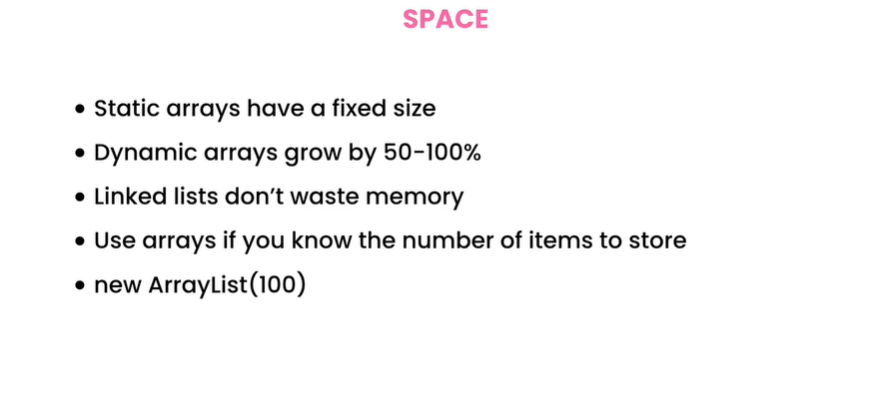 SPACE
• Static arrays have a fixed size
• Dynamic arrays grow by 50-100%
• Linked lists don't waste memory
• Use arrays if you know the number of items to store
• new ArrayList(100)